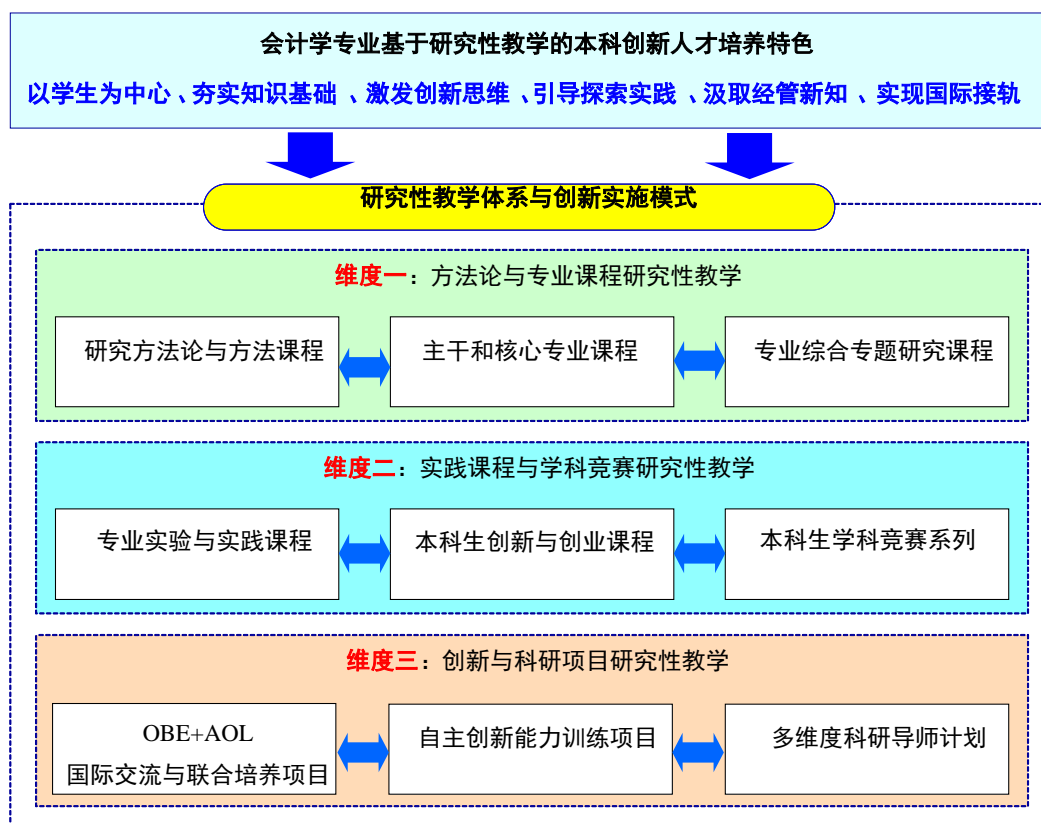 会计学专业基于研究性教学的本科创新人才培养特色
以学生为中心、夯实知识基础 、激发创新思维 、引导探索实践 、汲取经管新知 、实现国际接轨
研究性教学体系与创新实施模式
维度一：方法论与专业课程研究性教学
研究方法论与方法课程
主干和核心专业课程
专业综合专题研究课程
维度二：实践课程与学科竞赛研究性教学
专业实验与实践课程
本科生创新与创业课程
本科生学科竞赛系列
维度三：创新与科研项目研究性教学
OBE+AOL
国际交流与联合培养项目
自主创新能力训练项目
多维度科研导师计划